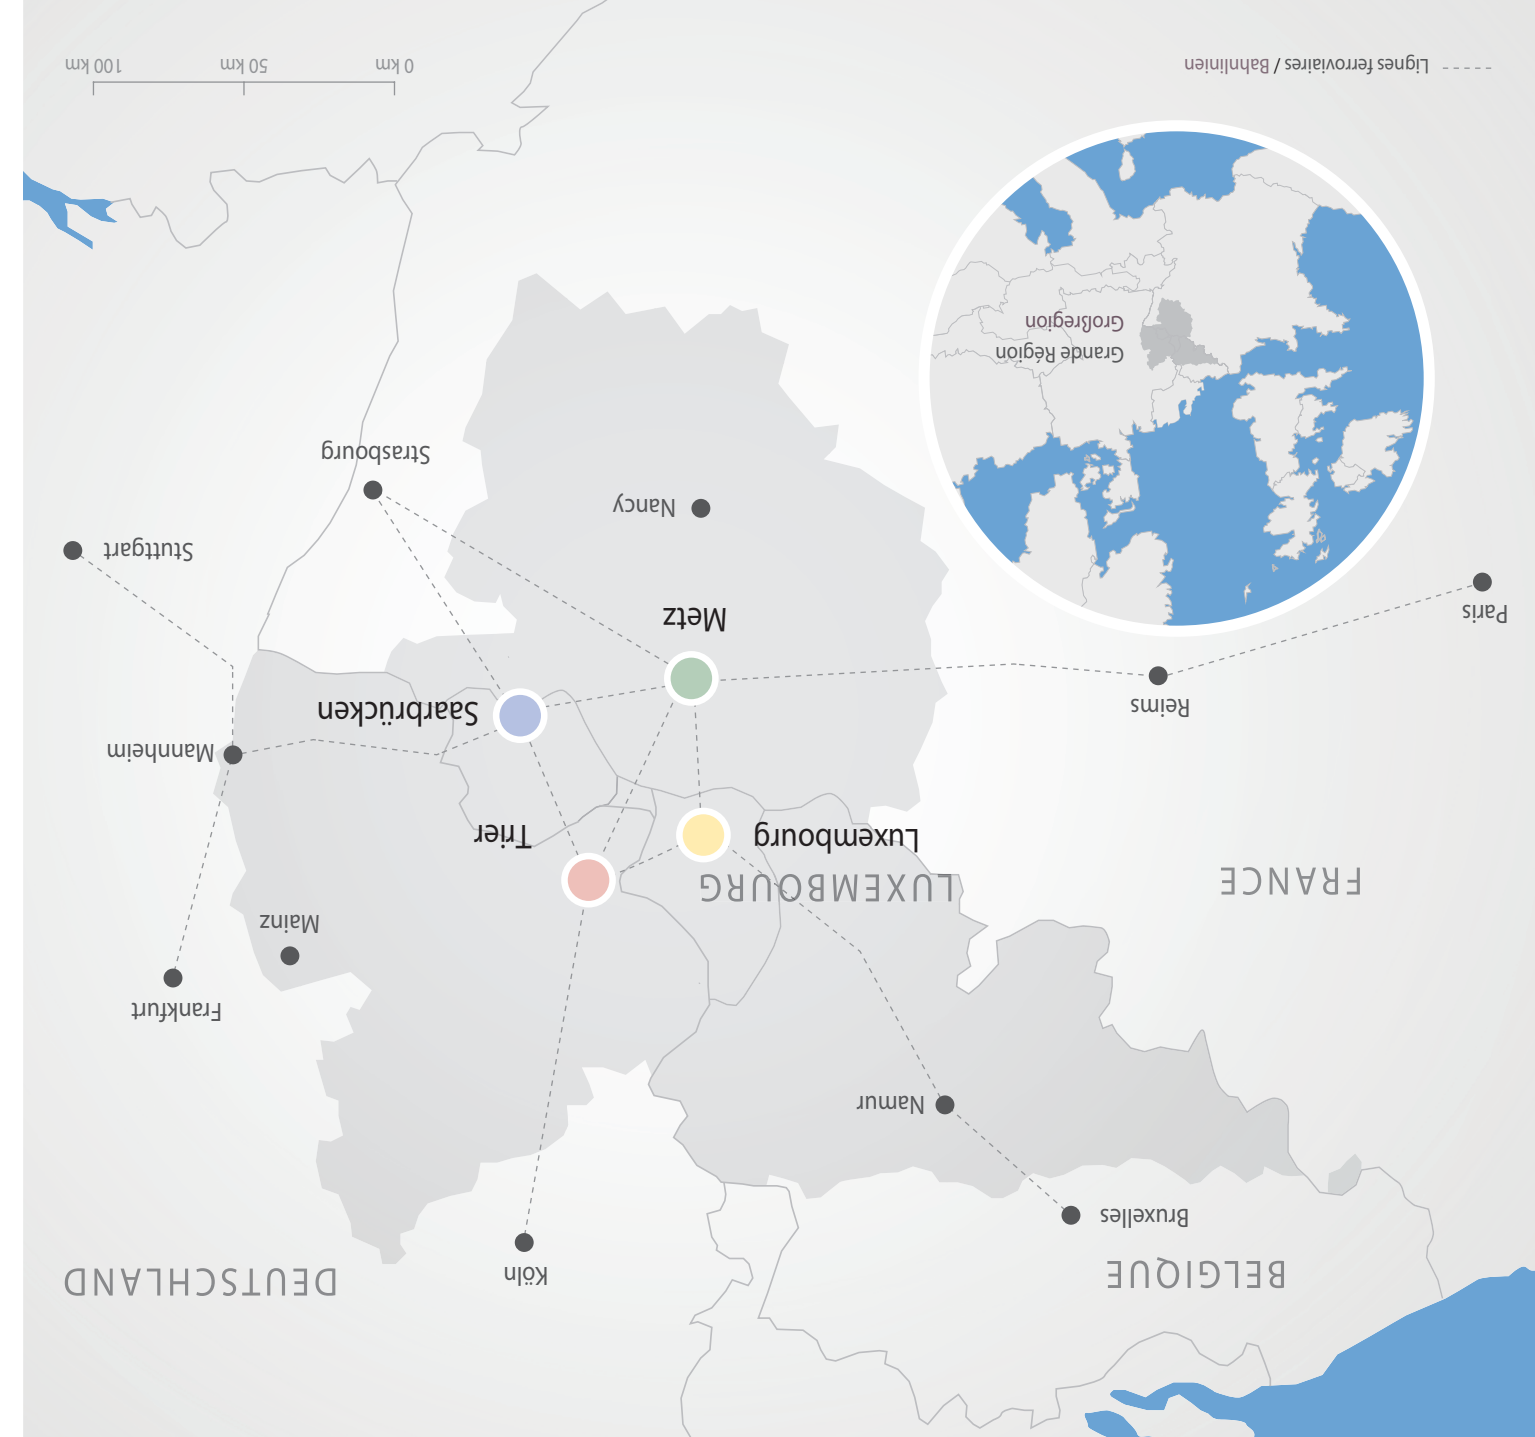 BELGIQUE
Bruxelles
Köln
DEUTSCHLAND
Namur
Frankfurt
Mainz
FRANCE
LUXEMBOURG
Luxembourg
Trier
Mannheim
Reims
Saarbrücken
Paris
Metz
Stuttgart
Nancy
Strasbourg
Grande Région
Großregion
Lignes ferroviaires / Bahnlinien
0 km
50 km
100 km